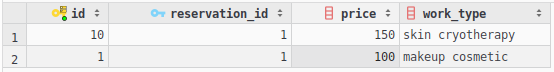 id reservation_id price work_type
1 10 1 150 skin cryotherapy
2 1 1 100 makeup cosmetic